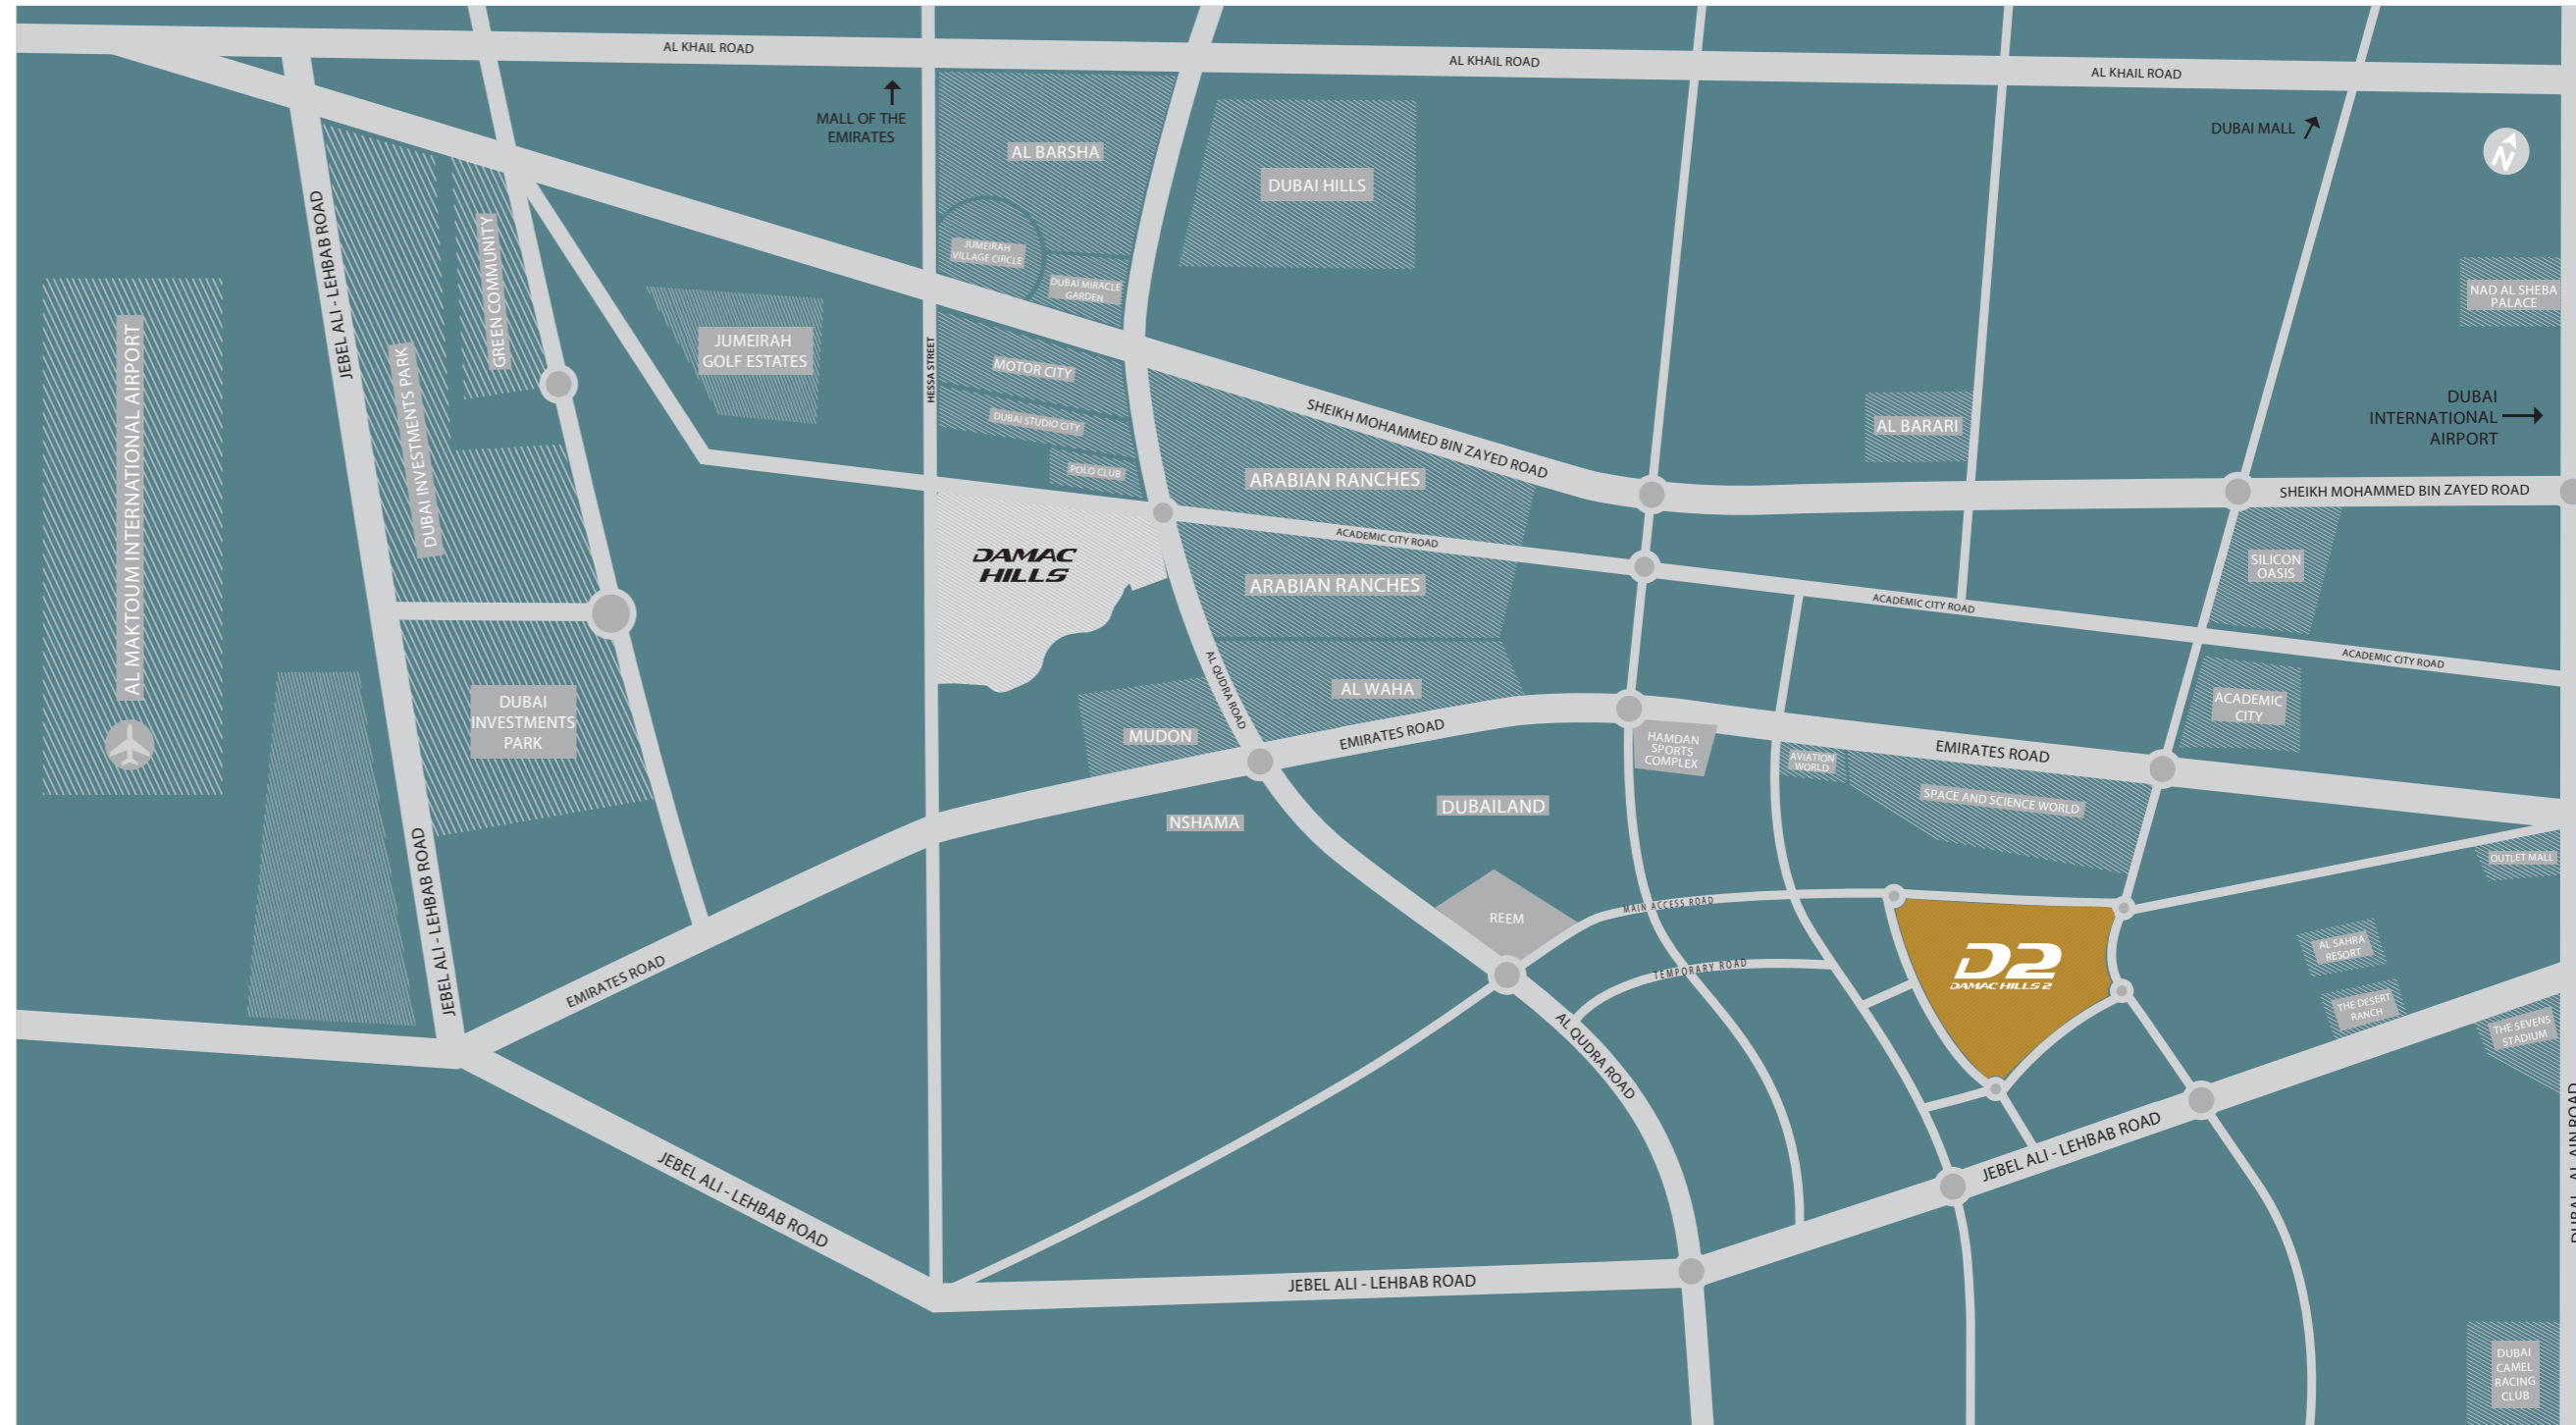 AL KHAIL ROAD
AL KHAIL ROAD
AL KHAIL ROAD
MALL OF THE
EMIRATES
DUBAI MALL
N
AL BARSHA
DUBAI HILLS
JEBEL ALI - LEHBAB ROAD
GREEN COMMUNITY
JUMEIRAH
VILLAGE CIRCLE
DUBAI MIRACLE
GARDEN
NAD AL SHEBA
PALACE
AL MAKTOUM INTERNATIONAL AIRPORT
DUBAI INVESTMENTS PARK
JUMEIRAH
GOLF ESTATES
HESSA STREET
MOTOR CITY
DUBAI STUDIO CITY
POLO CLUB
SHEIKH MOHAMMED BIN ZAYED ROAD
AL BARARI
DUBAI
INTERNATIONAL
AIRPORT
ARABIAN RANCHES
SHEIKH MOHAMMED BIN ZAYED ROAD
ACADEMIC CITY ROAD
DAMAC
HILLS
ARABIAN RANCHES
SILICON
OASIS
ACADEMIC CITY ROAD
ACADEMIC CITY ROAD
AL QUDRA ROAD
AL WAHA
DUBAI
INVESTMENTS
PARK
MUDON
EMIRATES ROAD
HAMDAN
SPORTS
COMPLEX
AVIATION
WORLD
EMIRATES ROAD
ACADEMIC
CITY
SPACE AND SCIENCE WORLD
NSHAMA
DUBAILAND
OUTLET MALL
JEBEL ALI - LEHBAB ROAD
REEM
MAIN ACCESS ROAD
TEMPORARY ROAD
D2
DAMAC HILLS 2
AL SAHRA
RESORT
THE DESERT
RANCH
THE SEVENS
STADIUM
EMIRATES ROAD
AL QUDRA ROAD
JEBEL ALI - LEHBAB ROAD
JEBEL ALI - LEHBAB ROAD
JEBEL ALI - LEHBAB ROAD
DUBAI - AL AIN ROAD
DUBAI
CAMEL
RACING
CLUB